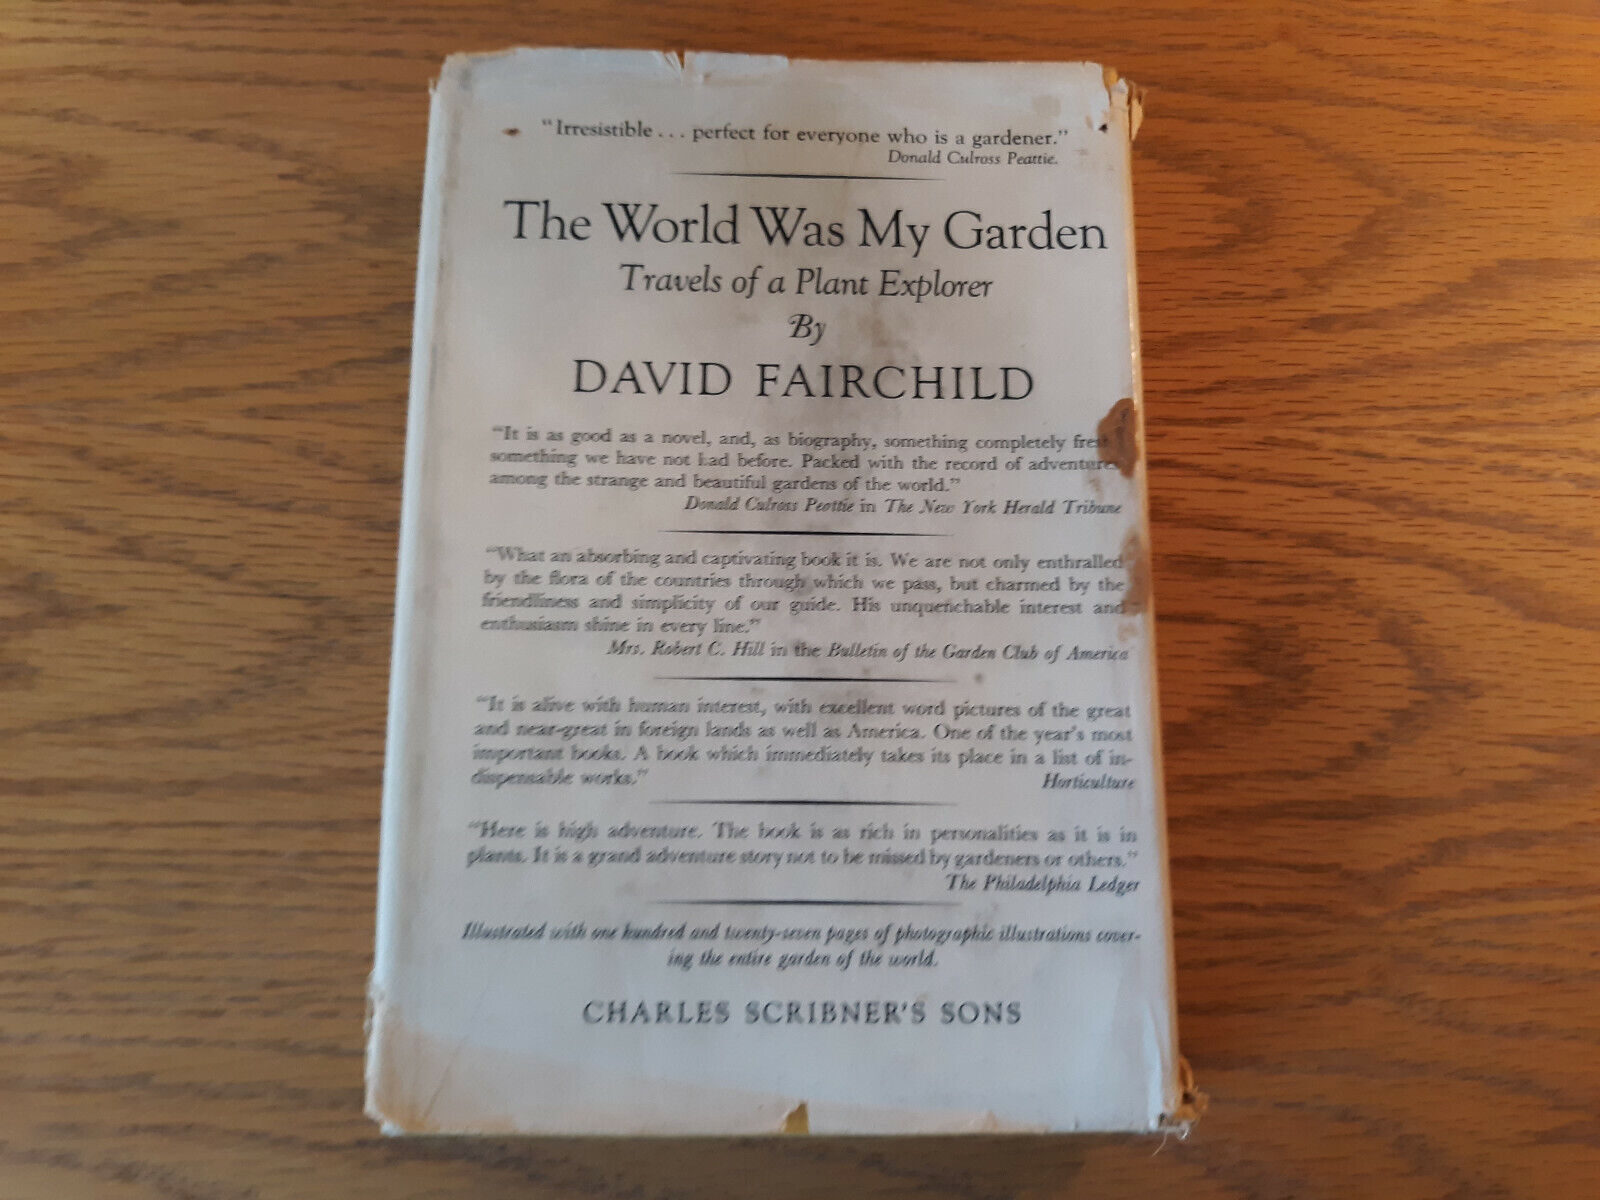 "Irresistible . . . perfect for everyone who is a gardener."
Donald Culross Peattie.
The World Was My Garden
Travels of a Plant Explorer
By
DAVID FAIRCHILD
"It is as good as a novel, and, as biography, something completely fres
something we have not had before. Packed with the record of adventures
among the strange and beautiful gardens of the world."
Donald Culross Peattie in The New York Herald Tribune
"What an absorbing and captivating book it is. We are not only enthralled
by the flora of the countries through which we pass, but charmed by the
friendliness and simplicity of our guide. His unquenchable interest and
enthusiasm shine in every line."
Mrs. Robert C. Hill in the Bulletin of the Garden Club of America
"It is alive with human interest, with excellent word pictures of the great
and near-great in foreign lands as well as America. One of the year's most
important books. A book which immediately takes its place in a list of in-
dispensable works."
Horticulture
"Here is high adventure. The book is as rich in personalities as it is in
plants. It is a grand adventure story not to be missed by gardeners or others."
The Philadelphia Ledger
Illustrated with one hundred and twenty-seven pages of photographic illustrations cover-
ing the entire garden of the world.
CHARLES SCRIBNER'S SONS